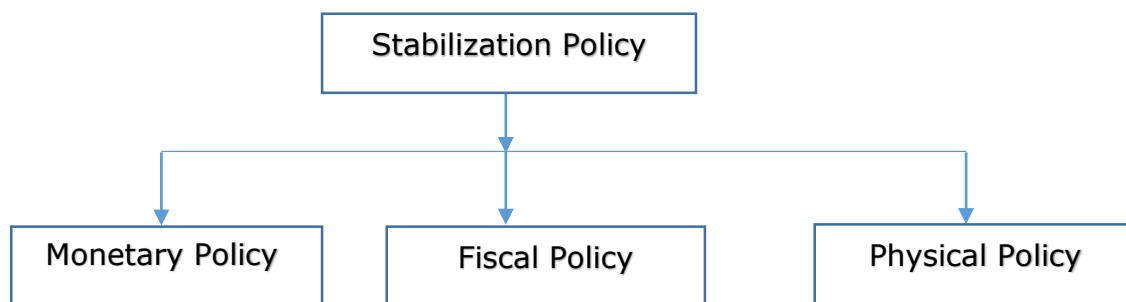 Stabilization Policy
Monetary Policy
Fiscal Policy
Physical Policy